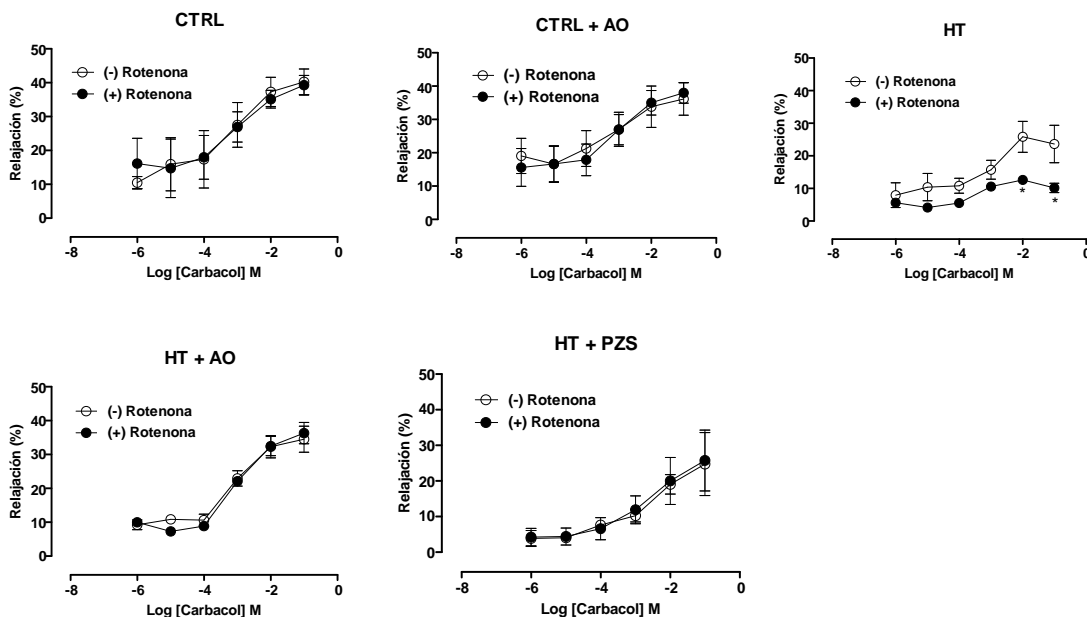 CTRL
50
40
30
20
10
0
(-) Rotenona
(+) Rotenona
Relajación (%)
-8
-6
-4
-2
0
Log [Carbacol] M
CTRL + AO
50
40
30
20
10
0
(-) Rotenona
(+) Rotenona
Relajación (%)
-8
-6
-4
-2
0
Log [Carbacol] M
HT
50
40
30
20
10
0
(-) Rotenona
(+) Rotenona
Relajación (%)
*
*
-8
-6
-4
-2
0
Log [Carbacol] M
HT + AO
50
40
30
20
10
0
(-) Rotenona
(+) Rotenona
Relajación (%)
-8
-6
-4
-2
0
Log [Carbacol] M
HT + PZS
50
40
30
20
10
0
(-) Rotenona
(+) Rotenona
Relajación (%)
-8
-6
-4
-2
0
Log [Carbacol] M